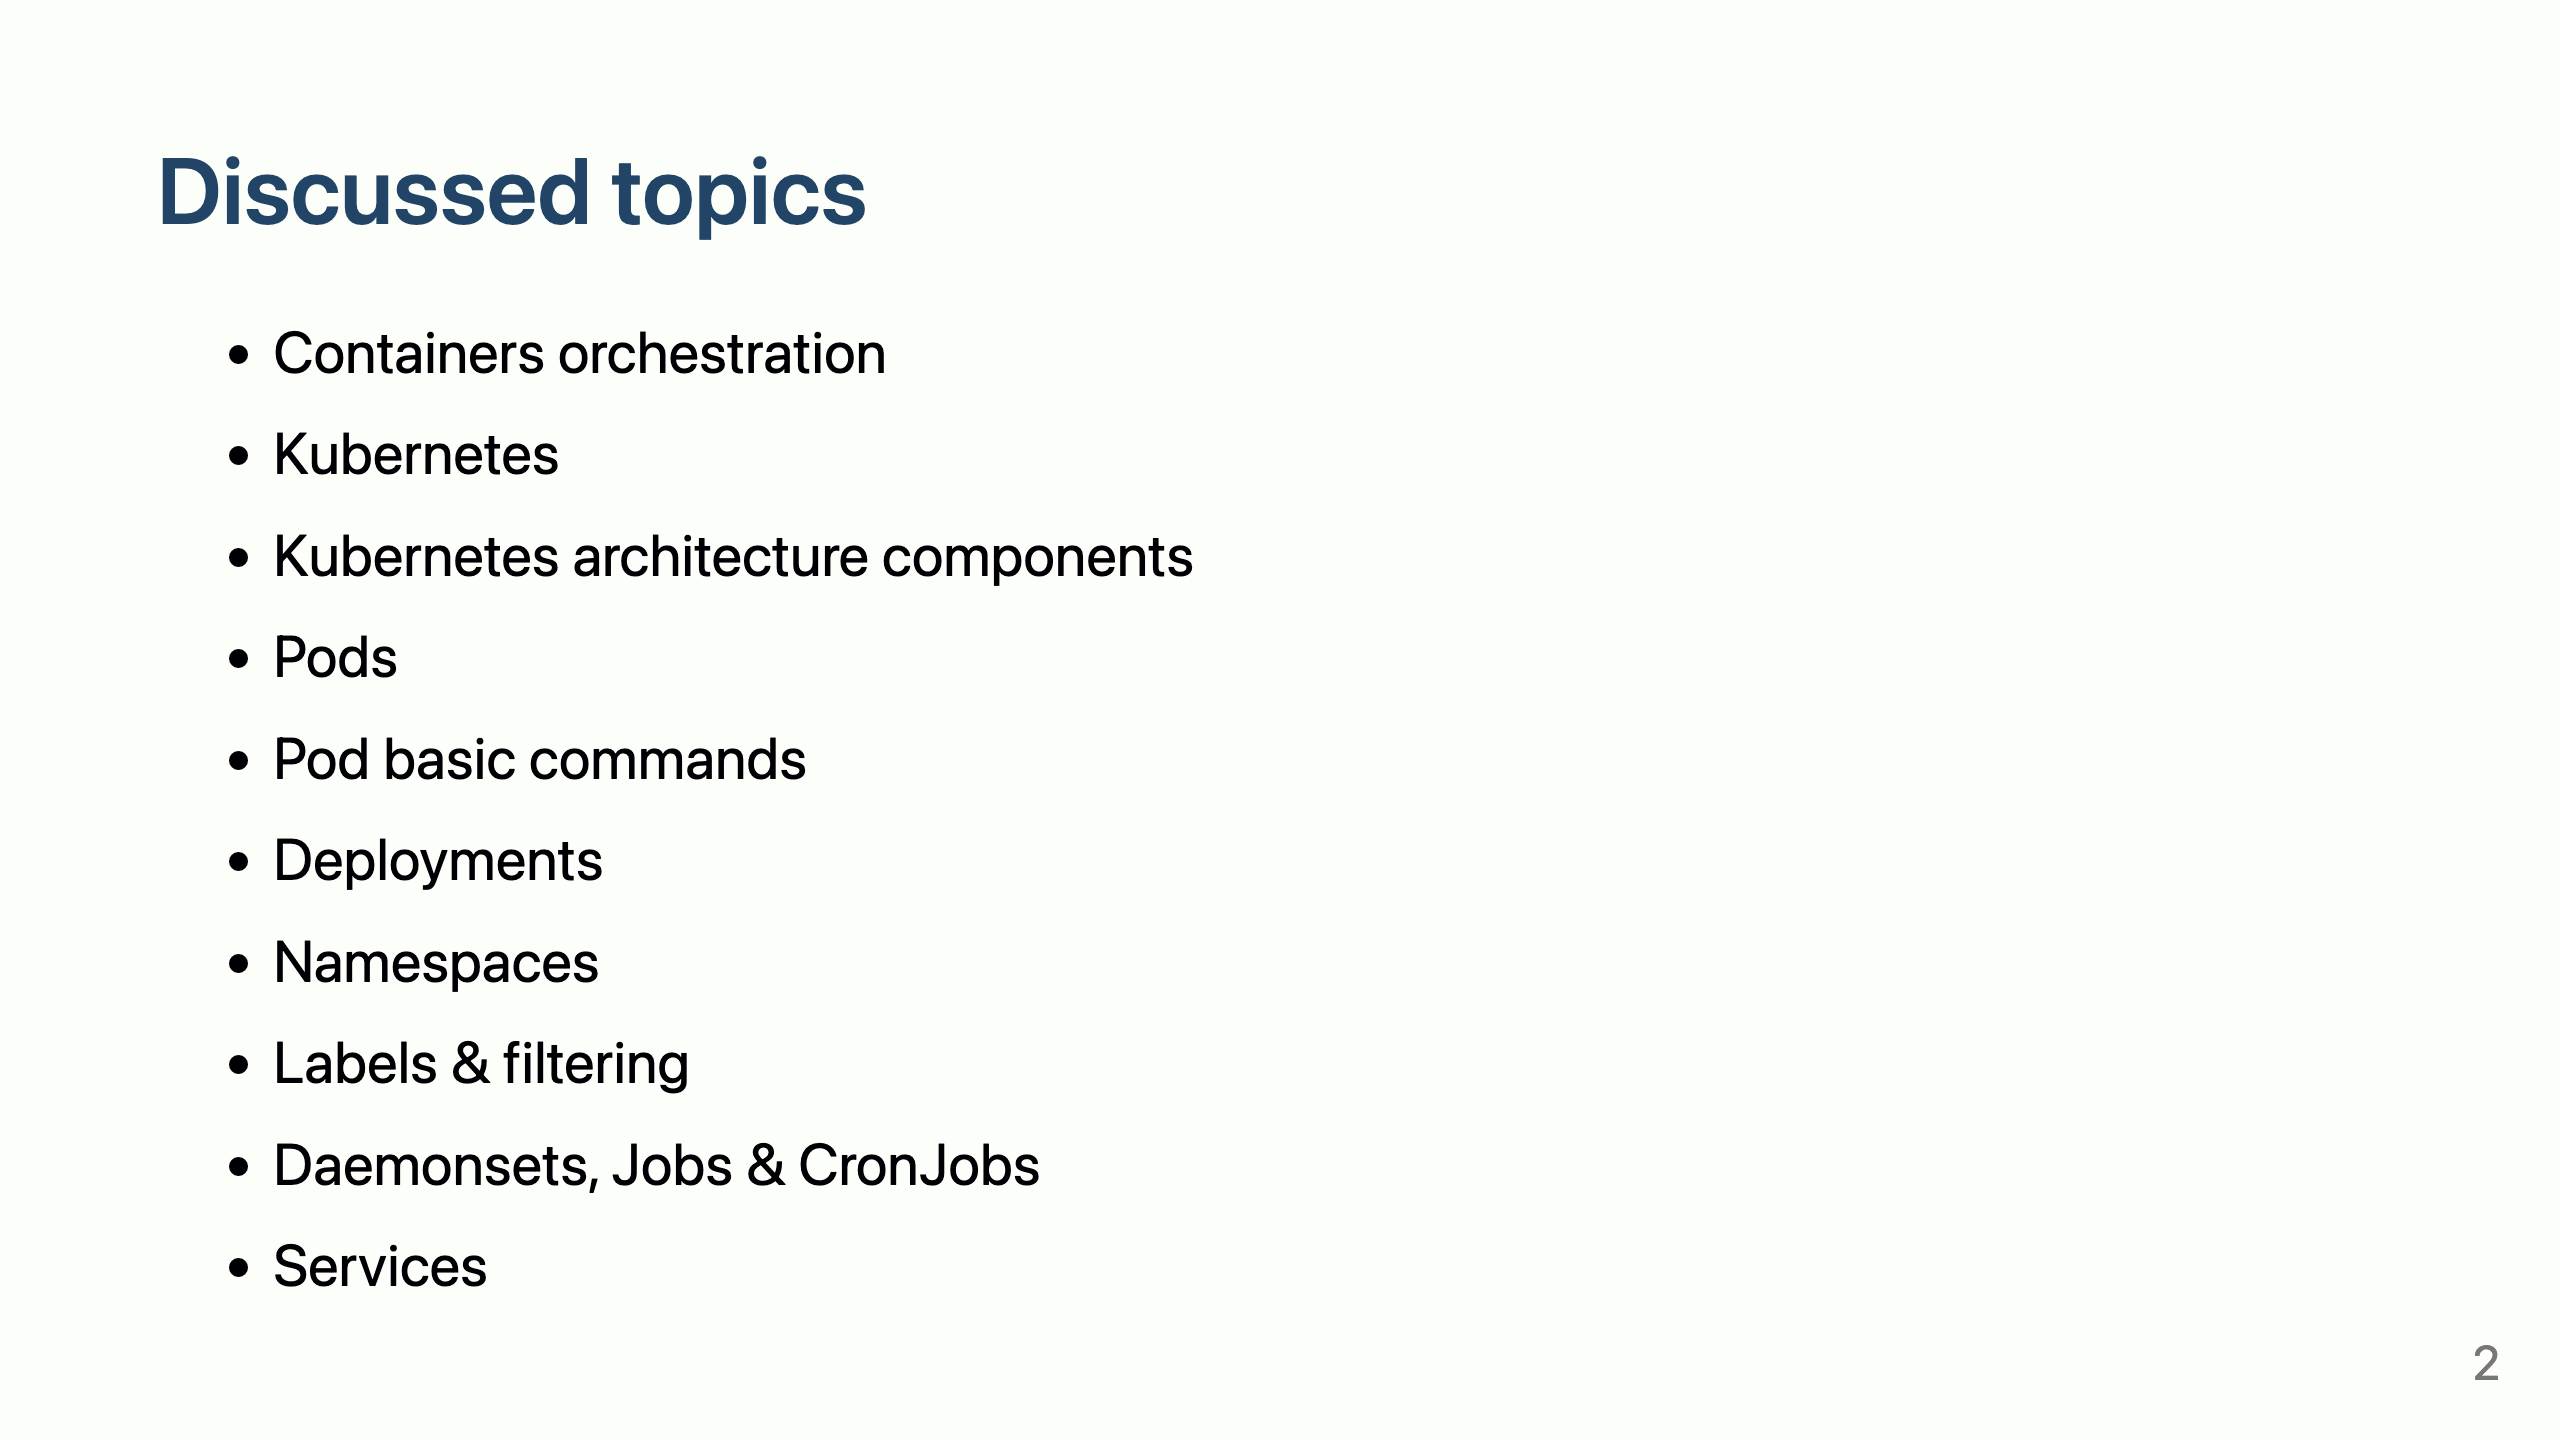 Discussed topics
• Containers orchestration
• Kubernetes
• Kubernetes architecture components
• Pods
• Pod basic commands
• Deployments
• Namespaces
• Labels & filtering
• Daemonsets, Jobs & CronJobs
• Services
2